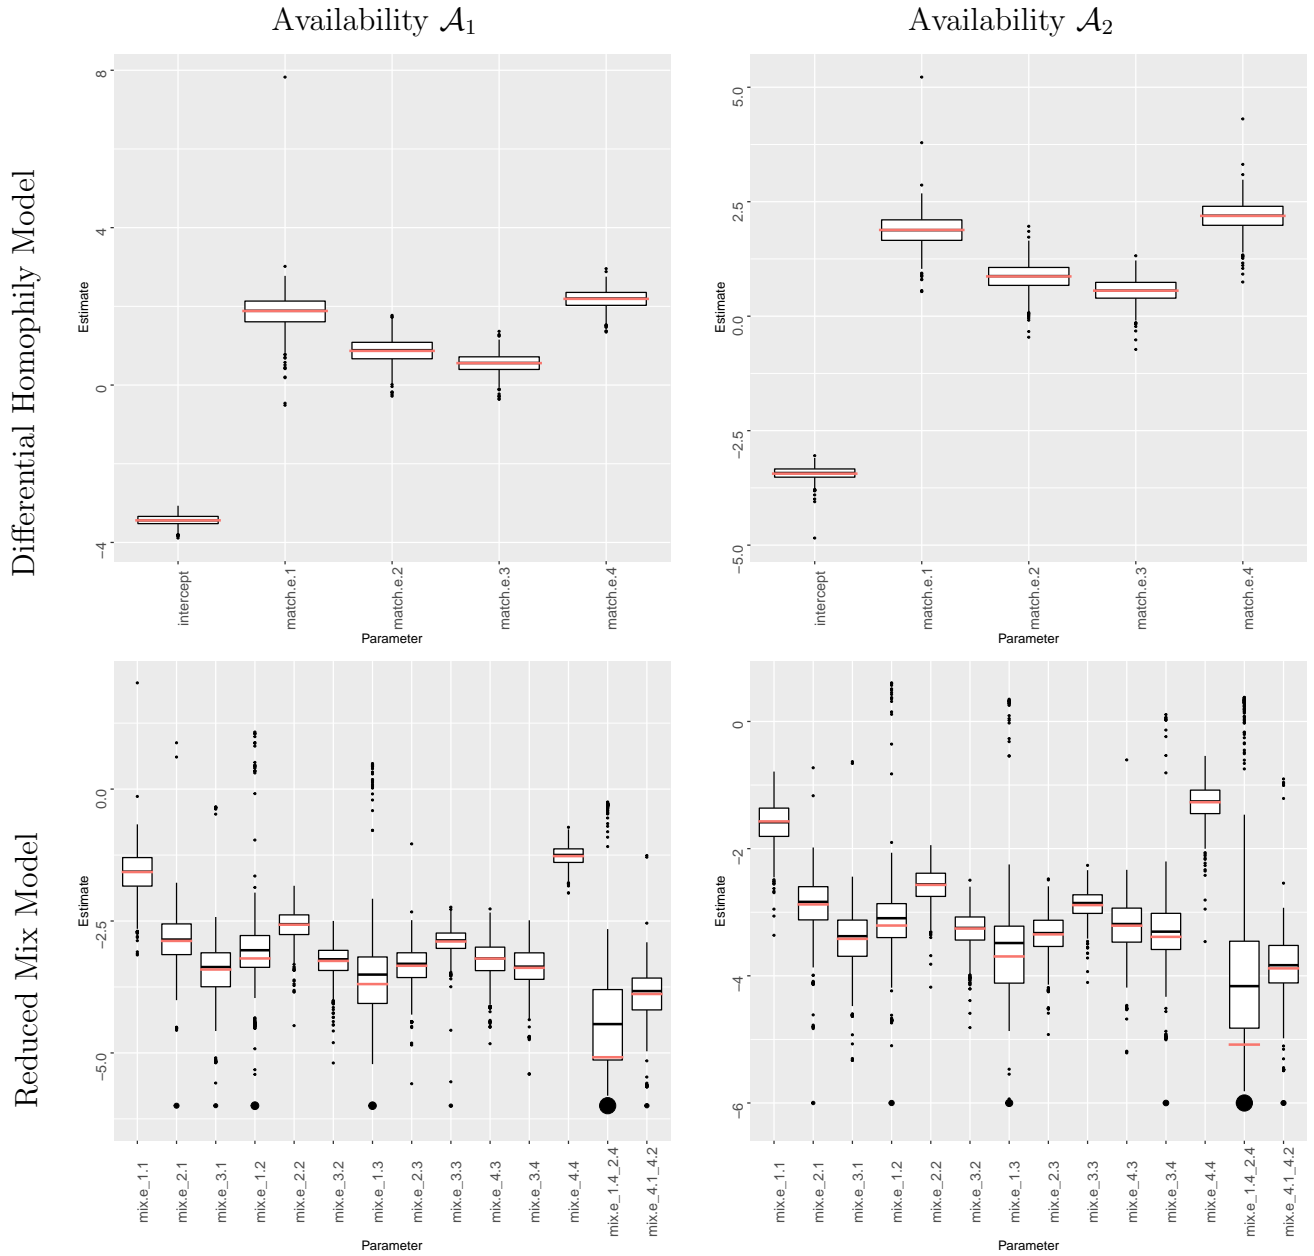 Availability 𝒜₁
Availability 𝒜₂
Differential Homophily Model
Estimate
8
4
0
−4
intercept
match.e.1
match.e.2
match.e.3
match.e.4
Parameter
Estimate
5.0
2.5
0.0
−2.5
−5.0
intercept
match.e.1
match.e.2
match.e.3
match.e.4
Parameter
Reduced Mix Model
Estimate
0.0
−2.5
−5.0
mix.e_1.1
mix.e_2.1
mix.e_3.1
mix.e_1.2
mix.e_2.2
mix.e_3.2
mix.e_1.3
mix.e_2.3
mix.e_3.3
mix.e_4.3
mix.e_3.4
mix.e_4.4
mix.e_1.4_2.4
mix.e_4.1_4.2
Parameter
Estimate
0
−2
−4
−6
mix.e_1.1
mix.e_2.1
mix.e_3.1
mix.e_1.2
mix.e_2.2
mix.e_3.2
mix.e_1.3
mix.e_2.3
mix.e_3.3
mix.e_4.3
mix.e_3.4
mix.e_4.4
mix.e_1.4_2.4
mix.e_4.1_4.2
Parameter